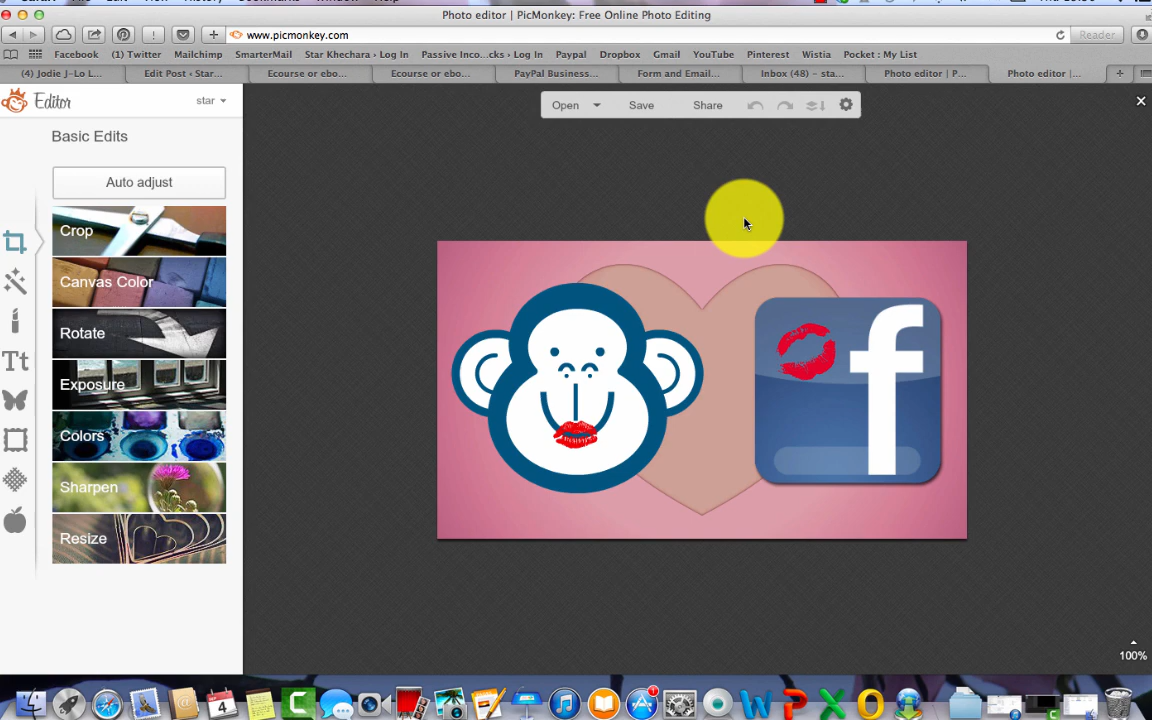 Photo editor | PicMonkey: Free Online Photo Editing
www.picmonkey.com
Reader
Facebook (1) Twitter Mailchimp SmarterMail Star Khechara › Log In Passive Inco...cks › Log In Paypal Dropbox Gmail YouTube Pinterest Wistia Pocket : My List
(4) Jodie J-Lo L... Edit Post ‹ Star... Ecourse or ebo... Ecourse or ebo... PayPal Business... Form and Email... Inbox (48) – sta... Photo editor | P... Photo editor |...
Editor
star
Open Save Share
Basic Edits
Auto adjust
Crop
Canvas Color
Rotate
Exposure
Colors
Sharpen
Resize
f
100%
SEP
4